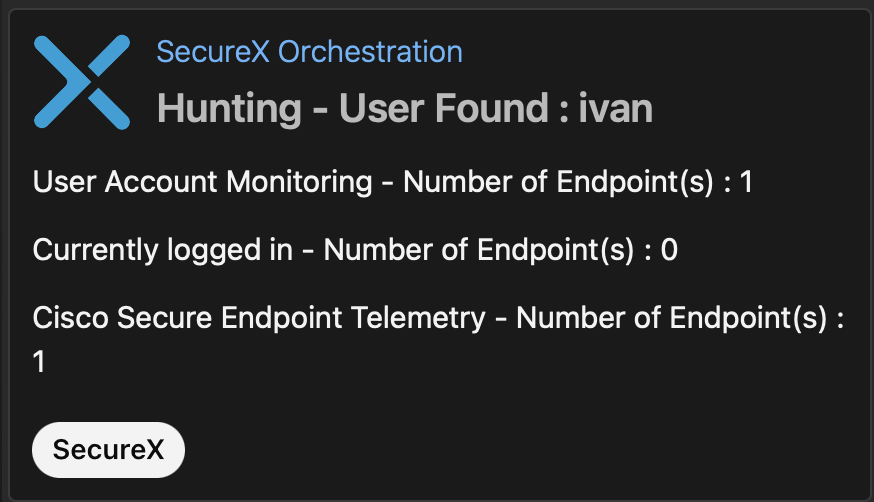 SecureX Orchestration
Hunting - User Found : ivan
User Account Monitoring - Number of Endpoint(s) : 1
Currently logged in - Number of Endpoint(s) : 0
Cisco Secure Endpoint Telemetry - Number of Endpoint(s) :
1
SecureX